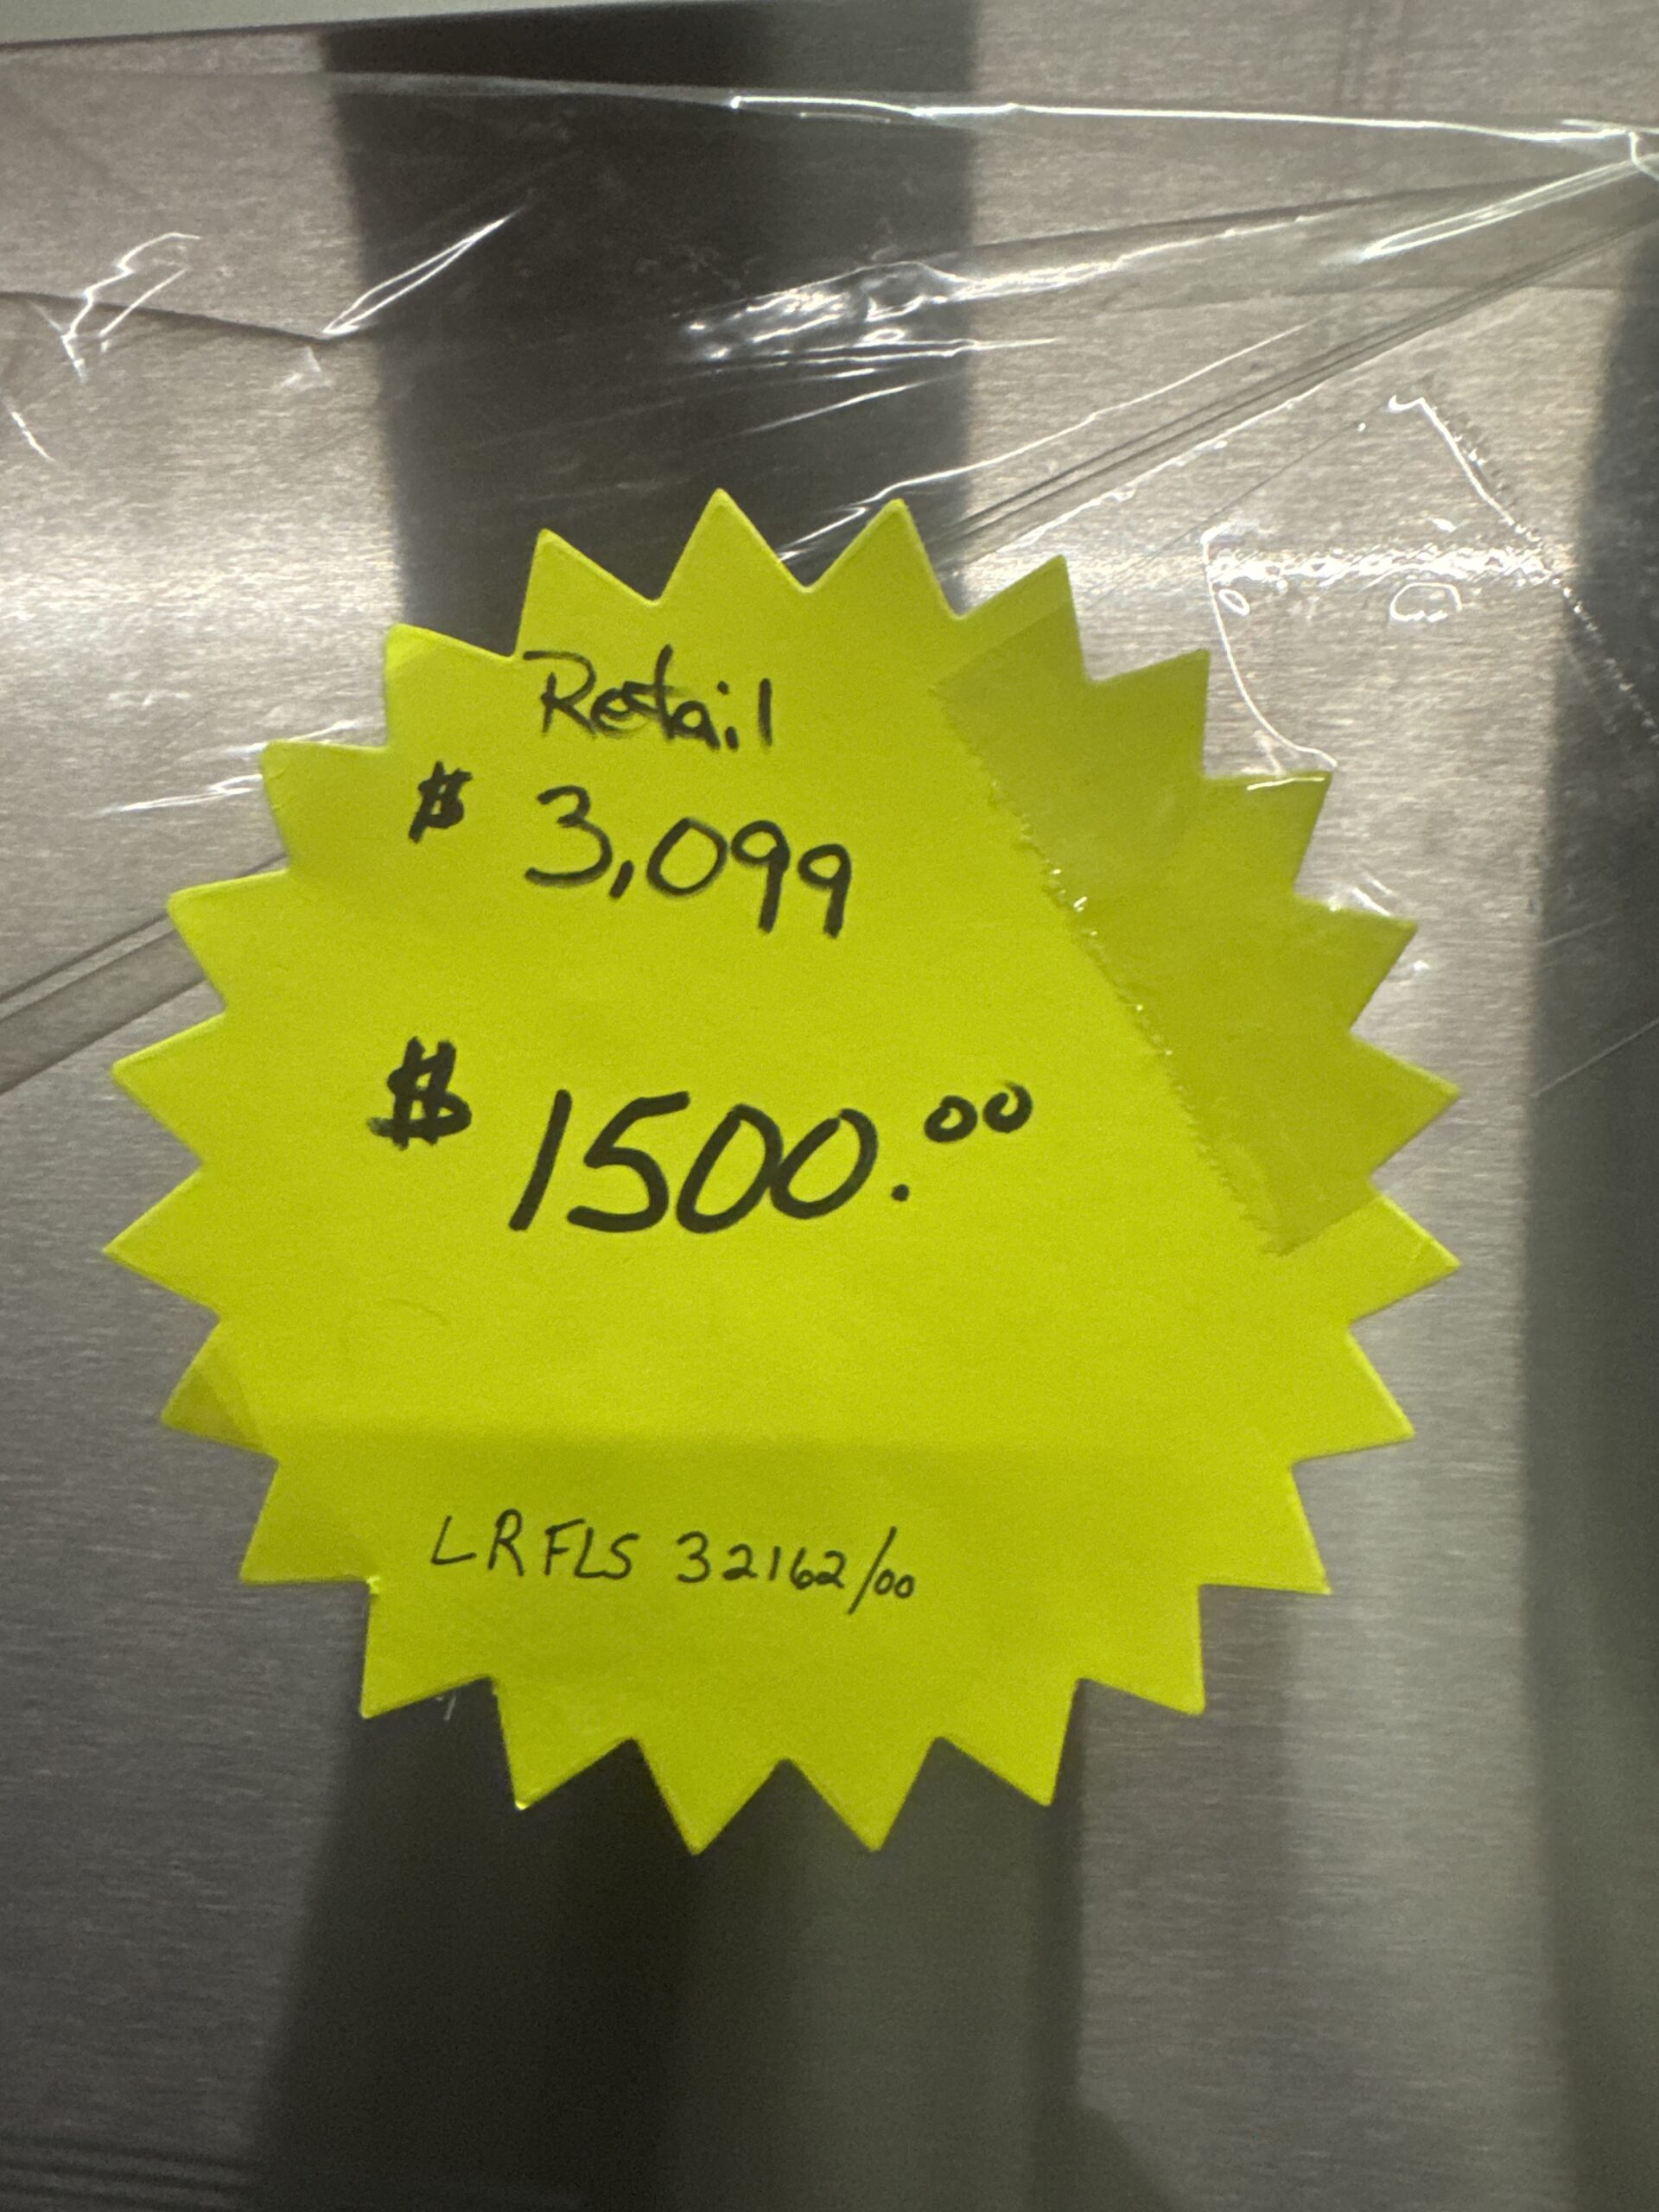 Retail
$ 3,099
$ 1500.00
LRFLS 32162/00